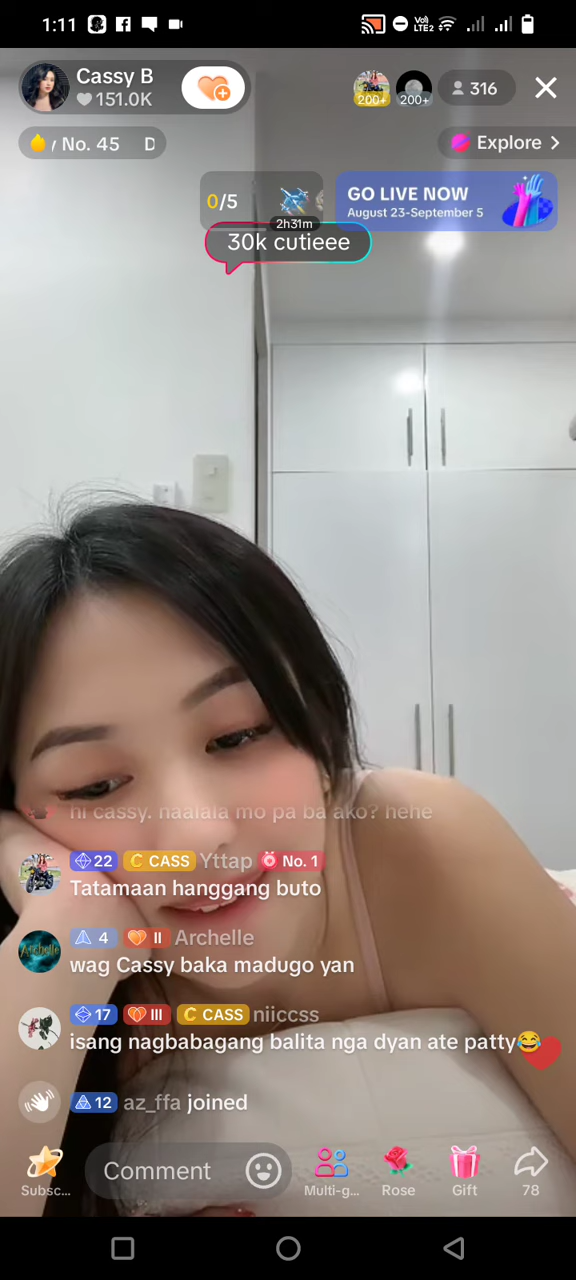 1:11
Vo)) LTE2
Cassy B
151.0K
200+
200+
316
No. 45 D
Explore
0/5
2h31m
GO LIVE NOW
August 23-September 5
30k cutieee
hi cassy. naalala mo pa ba ako? hehe
22 C CASS Yttap No. 1
Tatamaan hanggang buto
Archelle
4 II Archelle
wag Cassy baka madugo yan
17 III C CASS niiccss
isang nagbabagang balita nga dyan ate patty😂
12 az_ffa joined
Comment
Subsc...
Multi-g...
Rose
Gift
78